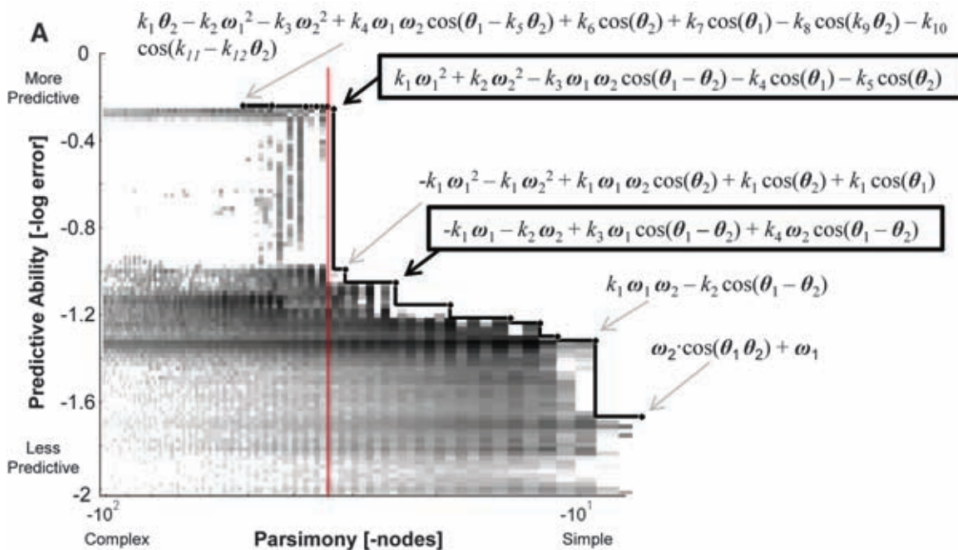 A
k₁ θ₂ − k₂ ω₁² − k₃ ω₂² + k₄ ω₁ ω₂ cos(θ₁ − k₅ θ₂) + k₆ cos(θ₂) + k₇ cos(θ₁) − k₈ cos(k₉ θ₂) − k₁₀
cos(k₁₁ − k₁₂ θ₂)
k₁ ω₁² + k₂ ω₂² − k₃ ω₁ ω₂ cos(θ₁ − θ₂) − k₄ cos(θ₁) − k₅ cos(θ₂)
-k₁ ω₁² − k₁ ω₂² + k₁ ω₁ ω₂ cos(θ₂) + k₁ cos(θ₂) + k₁ cos(θ₁)
-k₁ ω₁ − k₂ ω₂ + k₃ ω₁ cos(θ₁ − θ₂) + k₄ ω₂ cos(θ₁ − θ₂)
k₁ ω₁ ω₂ − k₂ cos(θ₁ − θ₂)
ω₂·cos(θ₁ θ₂) + ω₁
Predictive Ability [-log error]
More
Predictive
Less
Predictive
0
-0.4
-0.8
-1.2
-1.6
-2
-10²
-10¹
Complex
Parsimony [-nodes]
Simple